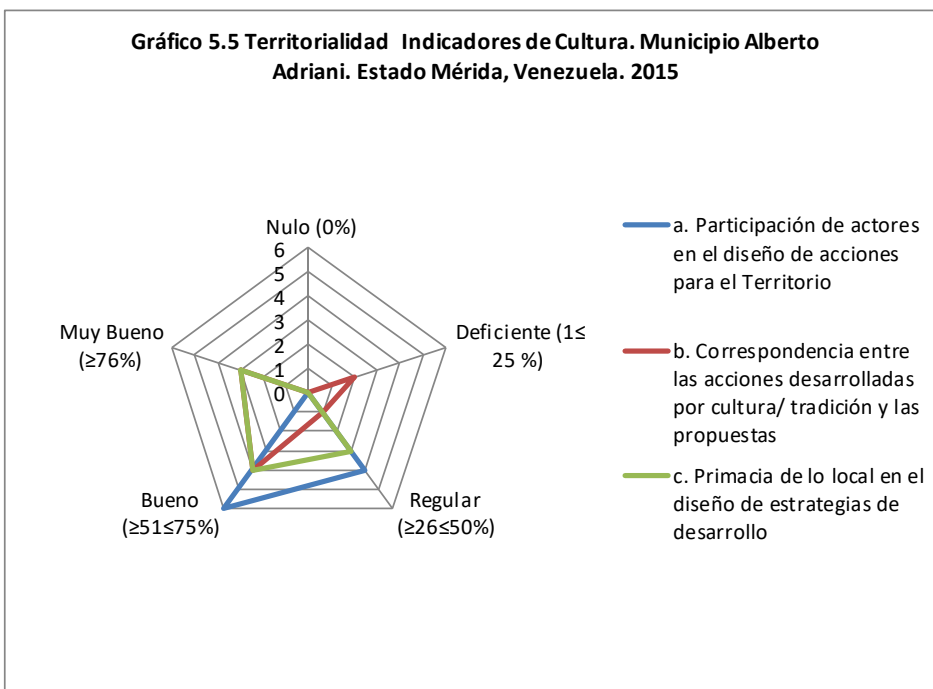 Gráfico 5.5 Territorialidad Indicadores de Cultura. Municipio Alberto
Adriani. Estado Mérida, Venezuela. 2015
Nulo (0%)
6
5
4
3
2
1
0
Deficiente (1≤
25 %)
Regular
(≥26≤50%)
Bueno
(≥51≤75%)
Muy Bueno
(≥76%)
a. Participación de actores
en el diseño de acciones
para el Territorio
b. Correspondencia entre
las acciones desarrolladas
por cultura/ tradición y las
propuestas
c. Primacia de lo local en el
diseño de estrategias de
desarrollo